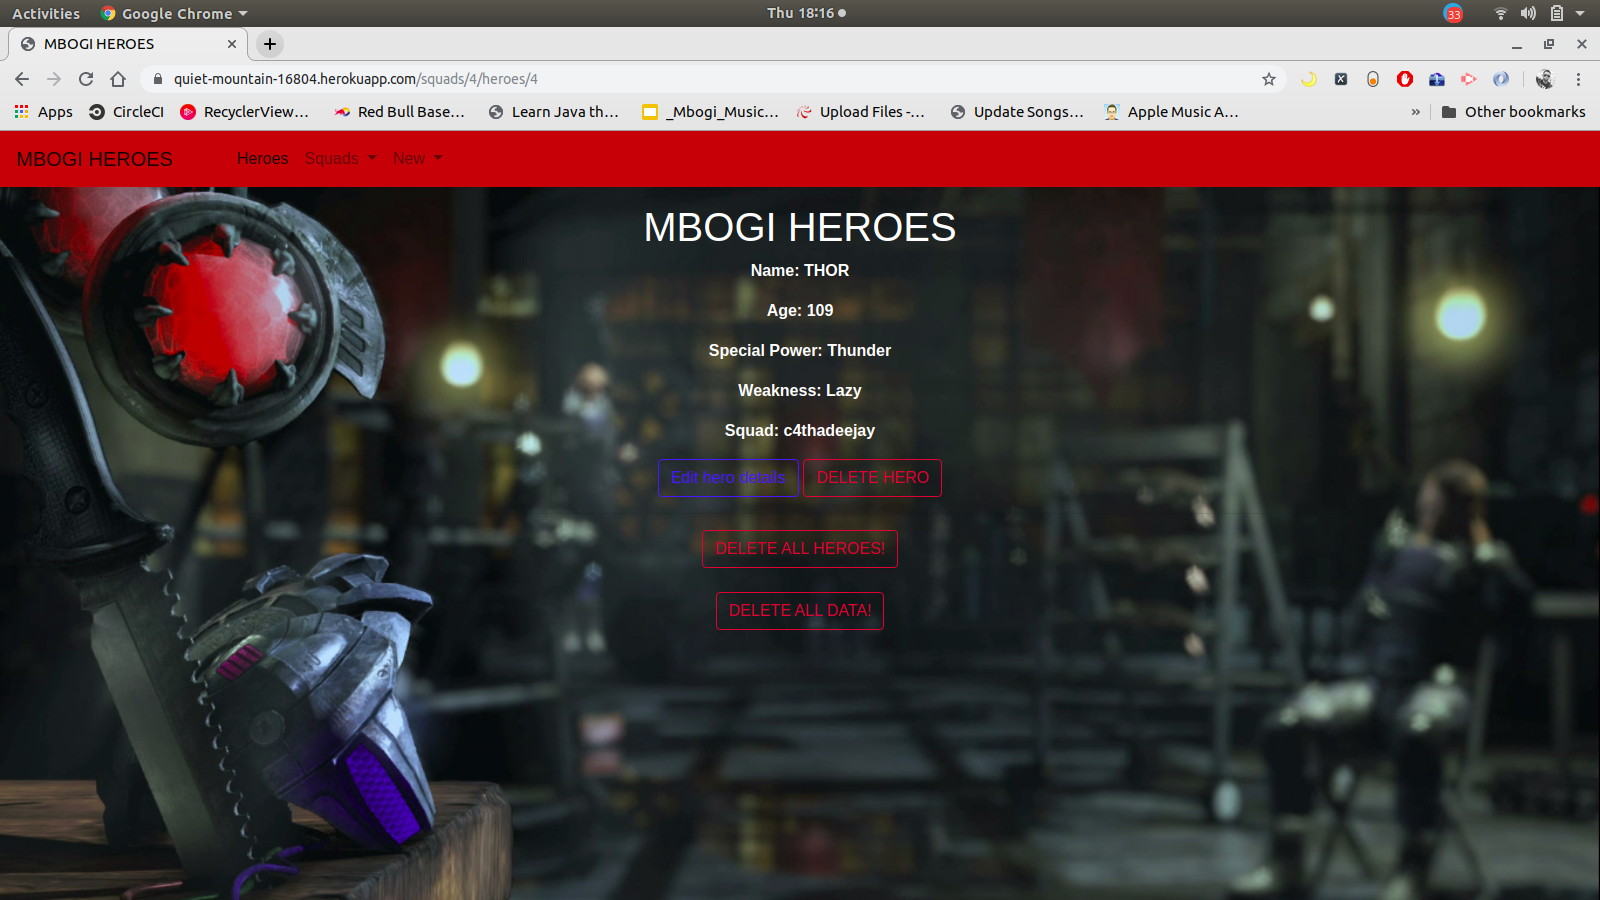 Activities Google Chrome Thu 18:16 33
MBOGI HEROES
quiet-mountain-16804.herokuapp.com/squads/4/heroes/4
Apps CircleCI RecyclerView... Red Bull Base... Learn Java th... _Mbogi_Music... Upload Files -... Update Songs... Apple Music A... » Other bookmarks
MBOGI HEROES Heroes Squads New
MBOGI HEROES
Name: THOR
Age: 109
Special Power: Thunder
Weakness: Lazy
Squad: c4thadeejay
Edit hero details DELETE HERO
DELETE ALL HEROES!
DELETE ALL DATA!